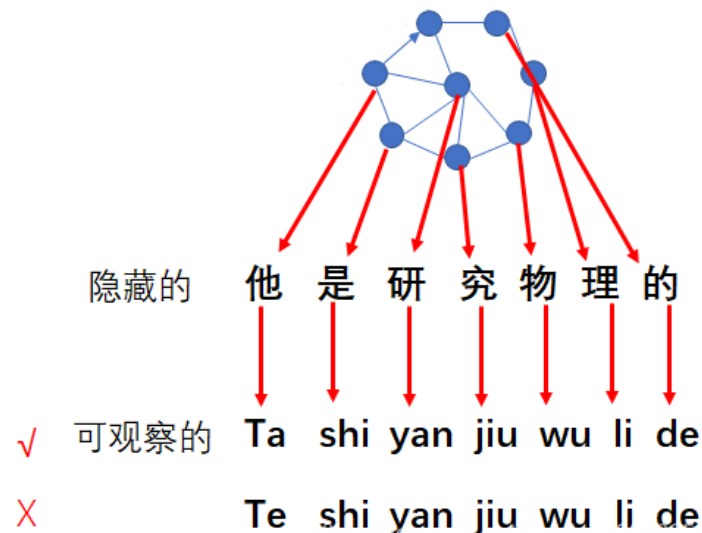 隐藏的 他 是 研 究 物 理 的
√ 可观察的 Ta shi yan jiu wu li de
X Te shi yan jiu wu li de